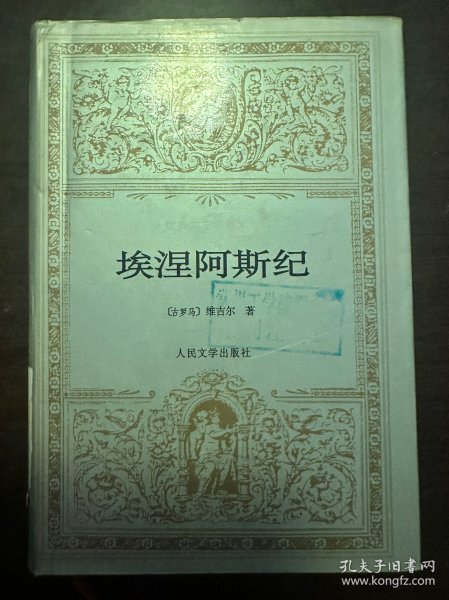 埃涅阿斯纪
〔古罗马〕维吉尔 著
人民文学出版社
孔夫子旧书网
www.kongfz.com